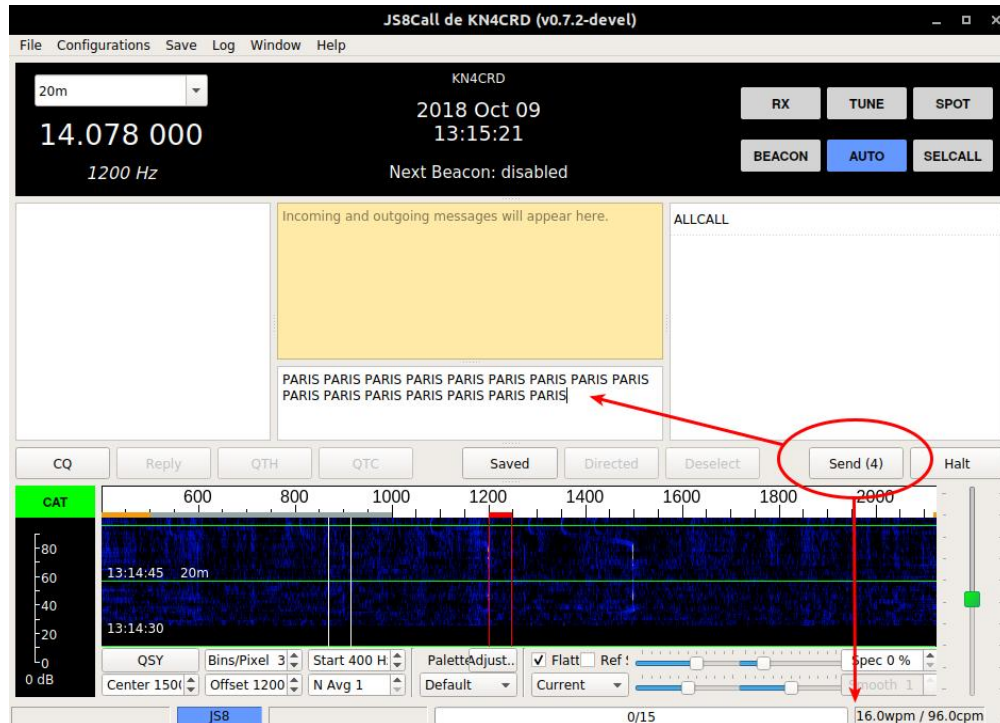 JS8Call de KN4CRD (v0.7.2-devel)
File Configurations Save Log Window Help
20m
14.078 000
1200 Hz
KN4CRD
2018 Oct 09
13:15:21
Next Beacon: disabled
RX TUNE SPOT
BEACON AUTO SELCALL
Incoming and outgoing messages will appear here.
ALLCALL
PARIS PARIS PARIS PARIS PARIS PARIS PARIS PARIS PARIS
PARIS PARIS PARIS PARIS PARIS PARIS PARIS
CQ Reply QTH QTC Saved Directed Deselect Send (4) Halt
CAT
600 800 1000 1200 1400 1600 1800 2000
80
60
40
20
0
0 dB
13:14:45 20m
13:14:30
QSY Bins/Pixel 3 Start 400 H Palette Adjust.. Flatt Ref Spec 0 %
Center 150 Offset 1200 N Avg 1 Default Current Smooth 1
JS8 0/15 16.0wpm / 96.0cpm